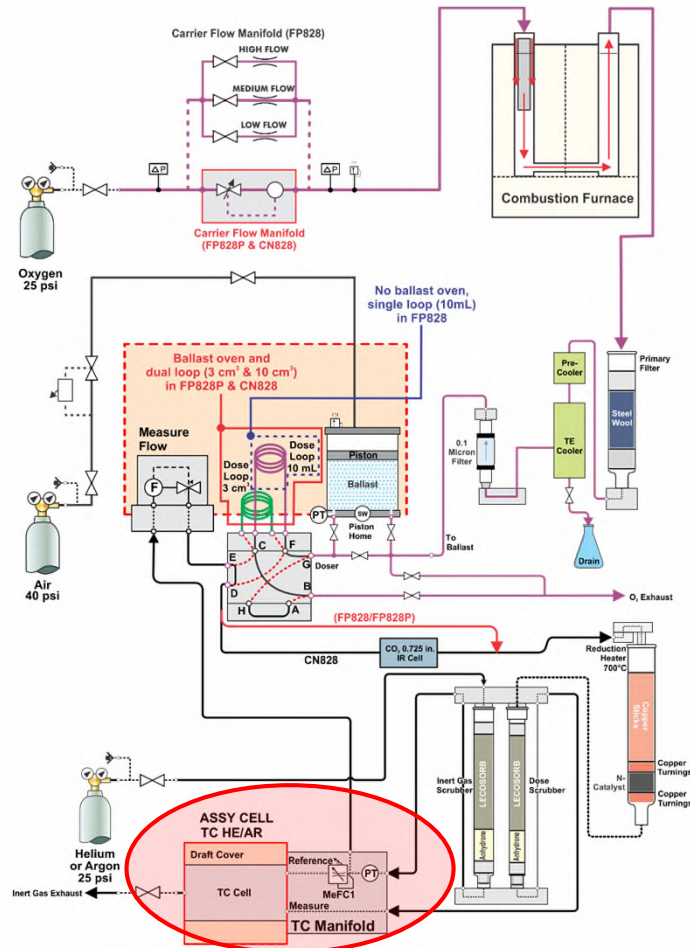 Carrier Flow Manifold (FP828)
HIGH FLOW
MEDIUM FLOW
LOW FLOW
ΔP
ΔP
Carrier Flow Manifold
(FP828P & CN828)
Combustion Furnace
Oxygen
25 psi
No ballast oven,
single loop (10mL)
in FP828
Ballast oven and
dual loop (3 cm³ & 10 cm³)
in FP828P & CN828
Pre-
Cooler
Primary
Filter
Steel
Wool
TE
Cooler
0.1
Micron
Filter
Measure
Flow
F
Dose
Loop
10 mL
Dose
Loop
3 cm³
Piston
Ballast
PT
SW
Piston
Home
To
Ballast
Drain
Air
40 psi
C
F
E
G
Doser
D
B
H
A
O₂ Exhaust
(FP828/FP828P)
CN828
CO₂ 0.725 in.
IR Cell
Reduction
Heater
700°C
Copper
Sticks
Copper
Turnings
N-
Catalyst
Copper
Turnings
Inert Gas
Scrubber
LECOSORB
LECOSORB
Dose
Scrubber
Anhydrone
Anhydrone
Helium
or Argon
25 psi
ASSY CELL
TC HE/AR
Draft Cover
Reference
PT
TC Cell
MeFC1
Inert Gas Exhaust
Measure
TC Manifold